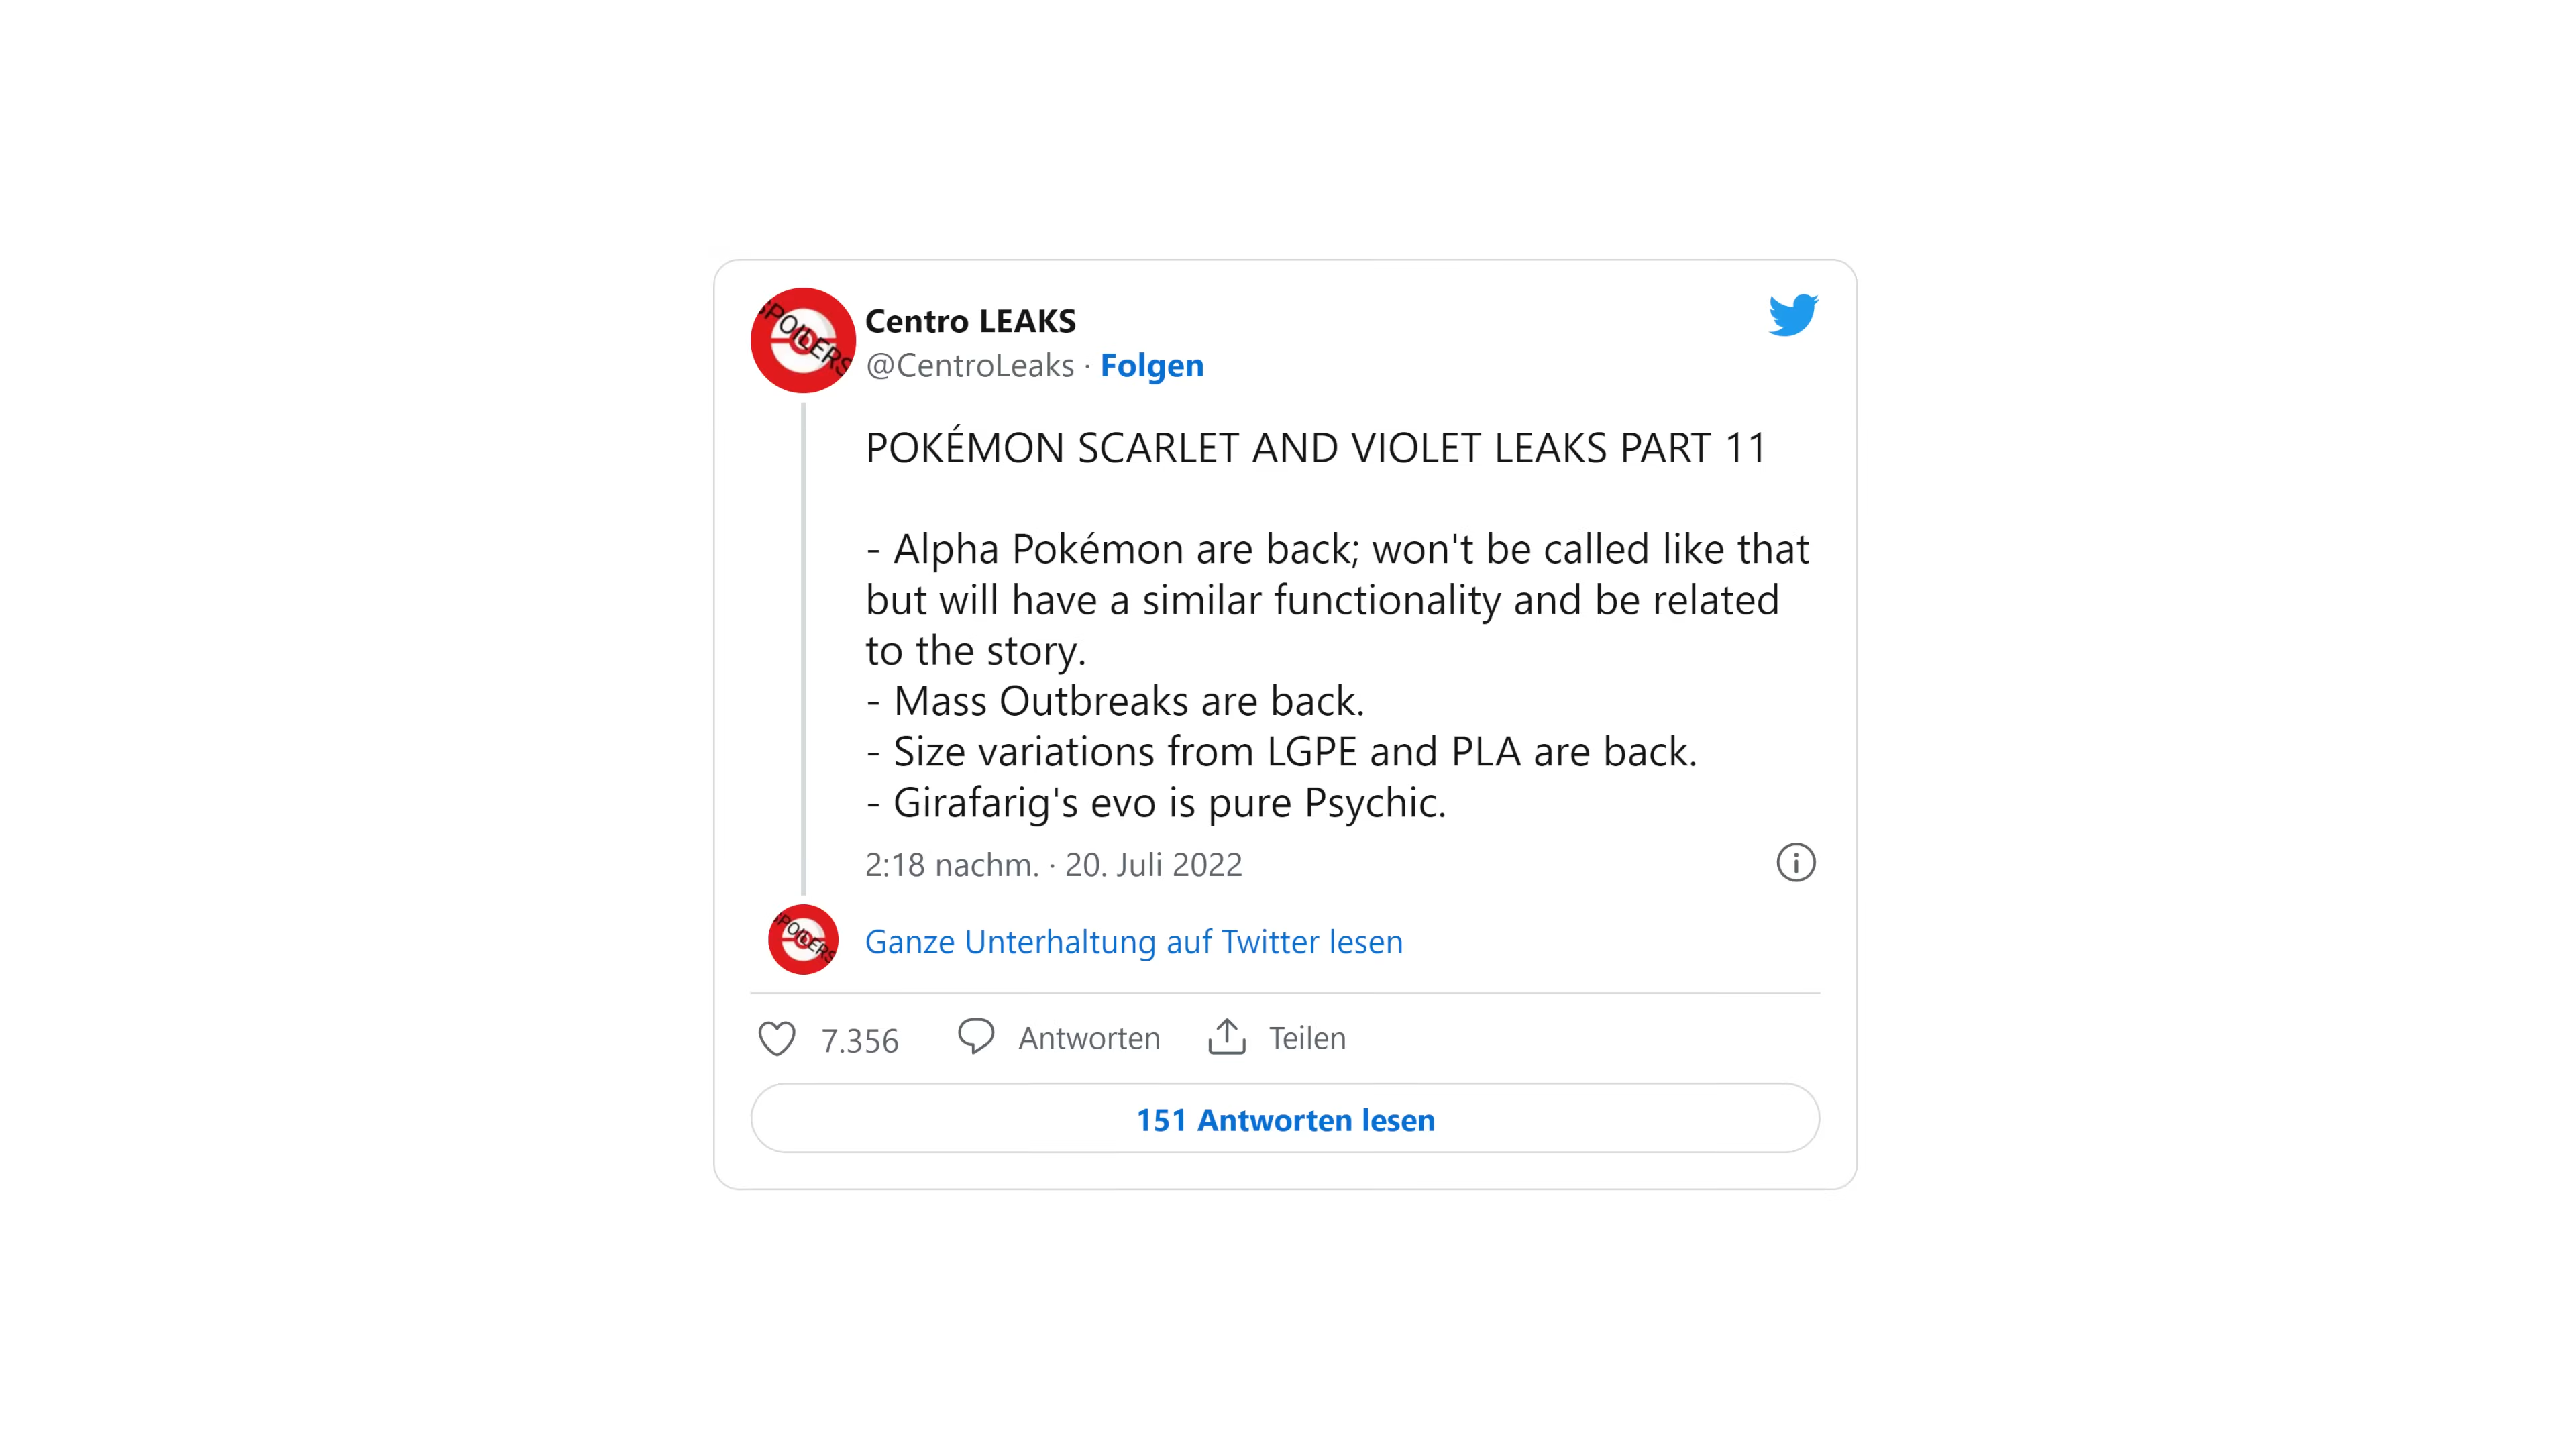 SPOILERS
Centro LEAKS
@CentroLeaks · Folgen
POKÉMON SCARLET AND VIOLET LEAKS PART 11
- Alpha Pokémon are back; won't be called like that
but will have a similar functionality and be related
to the story.
- Mass Outbreaks are back.
- Size variations from LGPE and PLA are back.
- Girafarig's evo is pure Psychic.
2:18 nachm. · 20. Juli 2022
SPOILERS
Ganze Unterhaltung auf Twitter lesen
7.356 Antworten Teilen
151 Antworten lesen